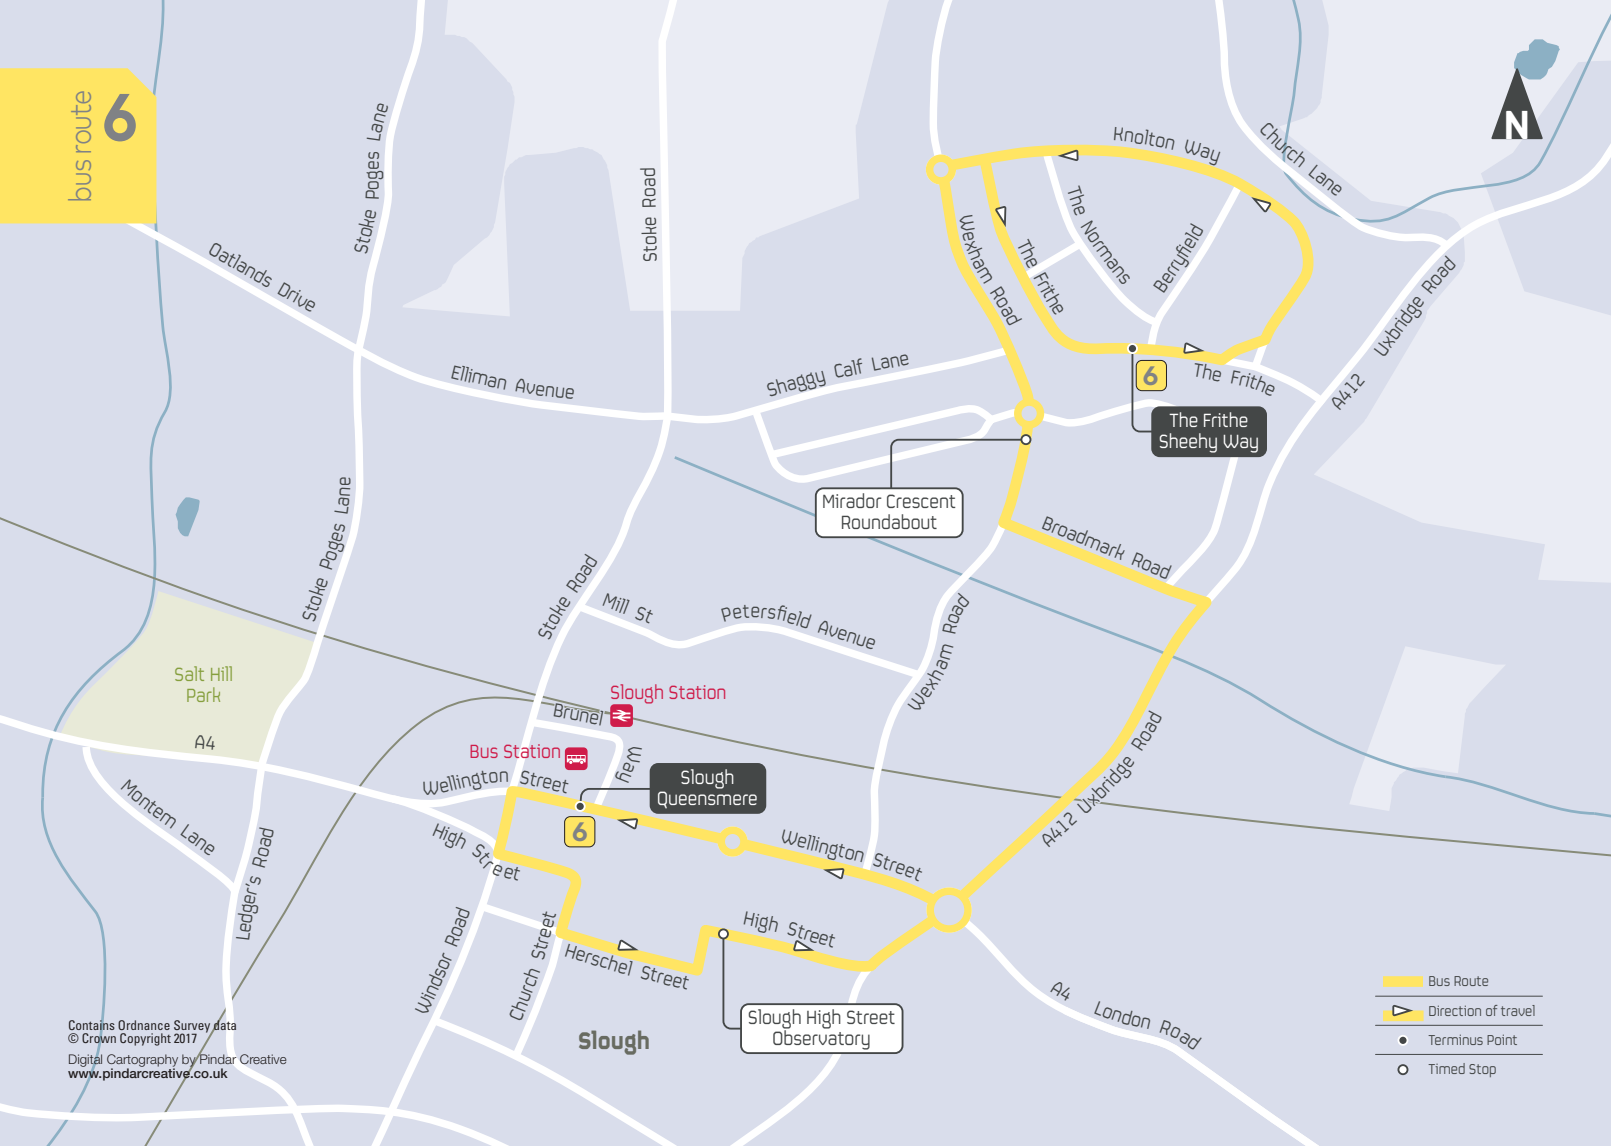 bus route 6
Stoke Poges Lane
Stoke Road
Knolton Way
Church Lane
N
The Normans
Berryfield
Wexham Road
The Frithe
Oatlands Drive
A412 Uxbridge Road
Shaggy Calf Lane
Elliman Avenue
6
The Frithe
The Frithe
Sheehy Way
Mirador Crescent
Roundabout
Stoke Poges Lane
Broadmark Road
Stoke Road
Mill St
Petersfield Avenue
Wexham Road
Salt Hill
Park
Slough Station
Brunel Way
Bus Station
A4
Wellington Street
Slough
Queensmere
6
A412 Uxbridge Road
Montem Lane
High Street
Wellington Street
Ledger's Road
Windsor Road
Church Street
High Street
Herschel Street
Slough High Street
Observatory
A4 London Road
Slough
Contains Ordnance Survey data
© Crown Copyright 2017
Digital Cartography by Pindar Creative
www.pindarcreative.co.uk
Bus Route
Direction of travel
Terminus Point
Timed Stop